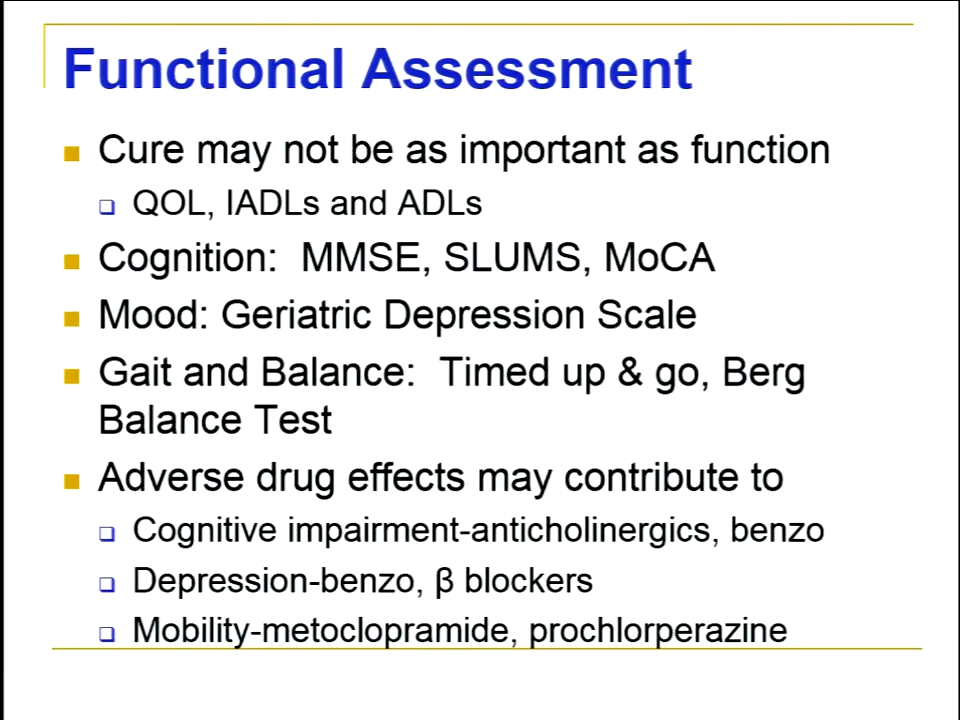 Functional Assessment
Cure may not be as important as function
QOL, IADLs and ADLs
Cognition:  MMSE, SLUMS, MoCA
Mood: Geriatric Depression Scale
Gait and Balance:  Timed up & go, Berg
Balance Test
Adverse drug effects may contribute to
Cognitive impairment-anticholinergics, benzo
Depression-benzo, β blockers
Mobility-metoclopramide, prochlorperazine